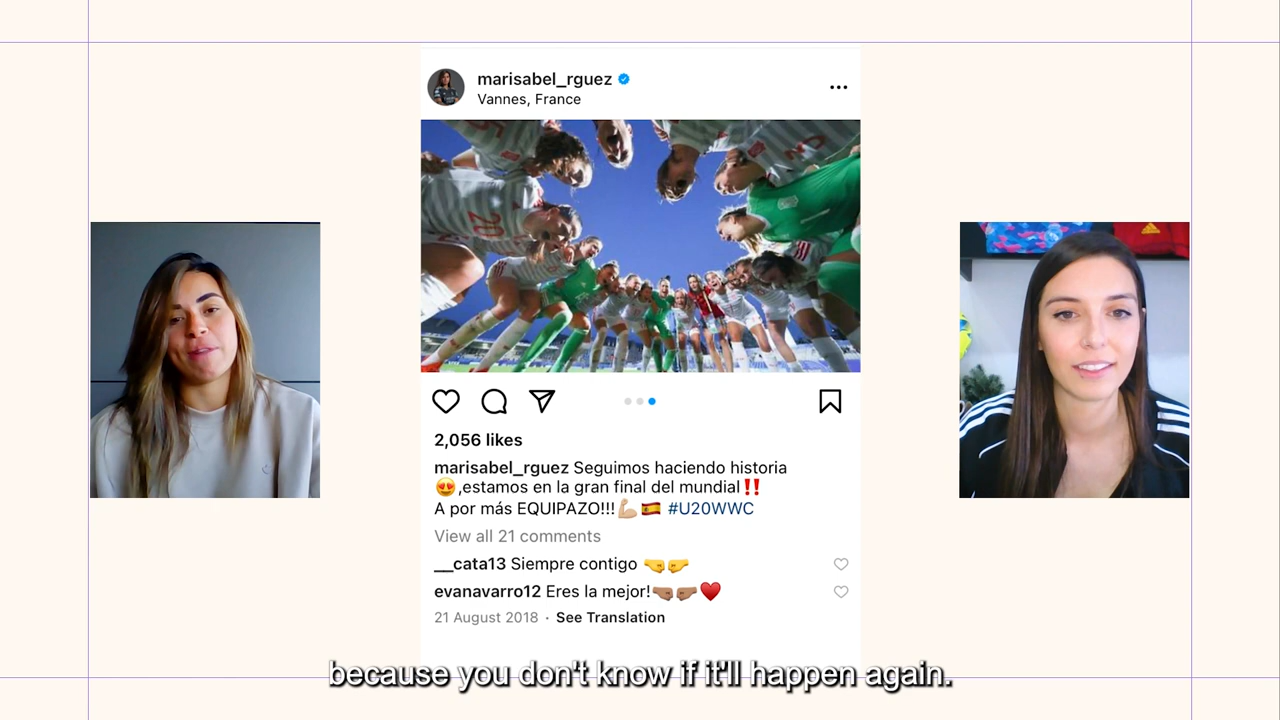 marisabel_rguez
Vannes, France
2,056 likes
marisabel_rguez Seguimos haciendo historia
😍,estamos en la gran final del mundial‼️
A por más EQUIPAZO!!!💪🏼🇪🇸 #U20WWC
View all 21 comments
__cata13 Siempre contigo 🤜🤛
evanavarro12 Eres la mejor!🤜🏽🤛🏽♥️
21 August 2018 · See Translation
because you don't know if it'll happen again.